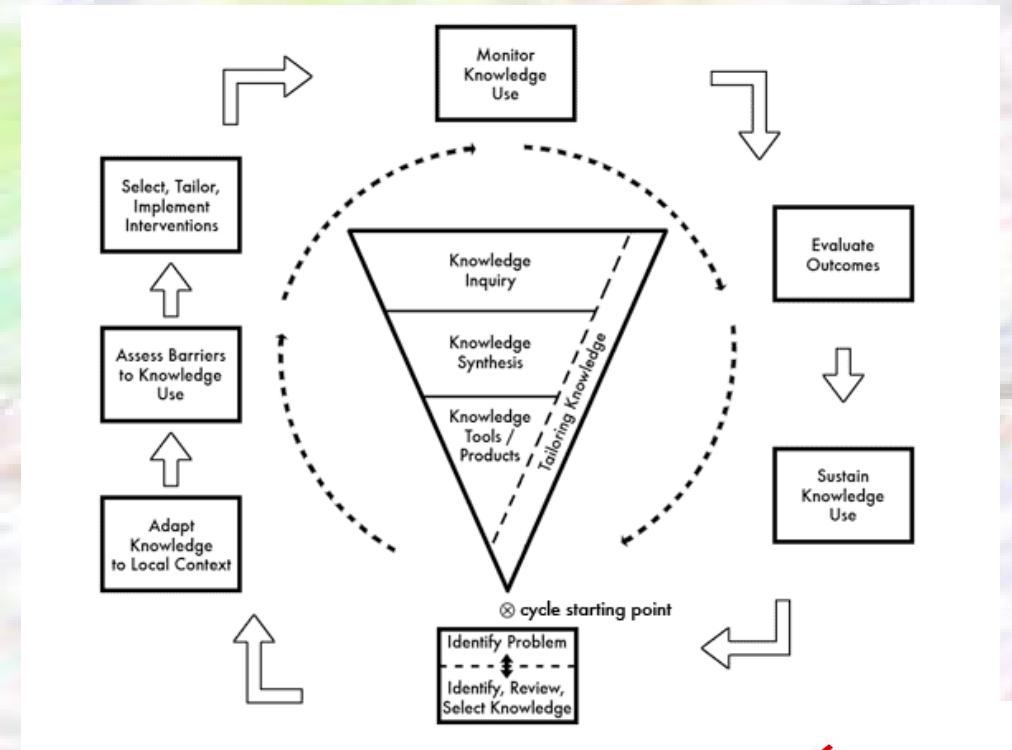 Monitor
Knowledge
Use
Select, Tailor,
Implement
Interventions
Evaluate
Outcomes
Knowledge
Inquiry
Knowledge
Synthesis
Knowledge
Tools /
Products
Tailoring Knowledge
Assess Barriers
to Knowledge
Use
Sustain
Knowledge
Use
Adapt
Knowledge
to Local Context
cycle starting point
Identify Problem
Identify, Review,
Select Knowledge